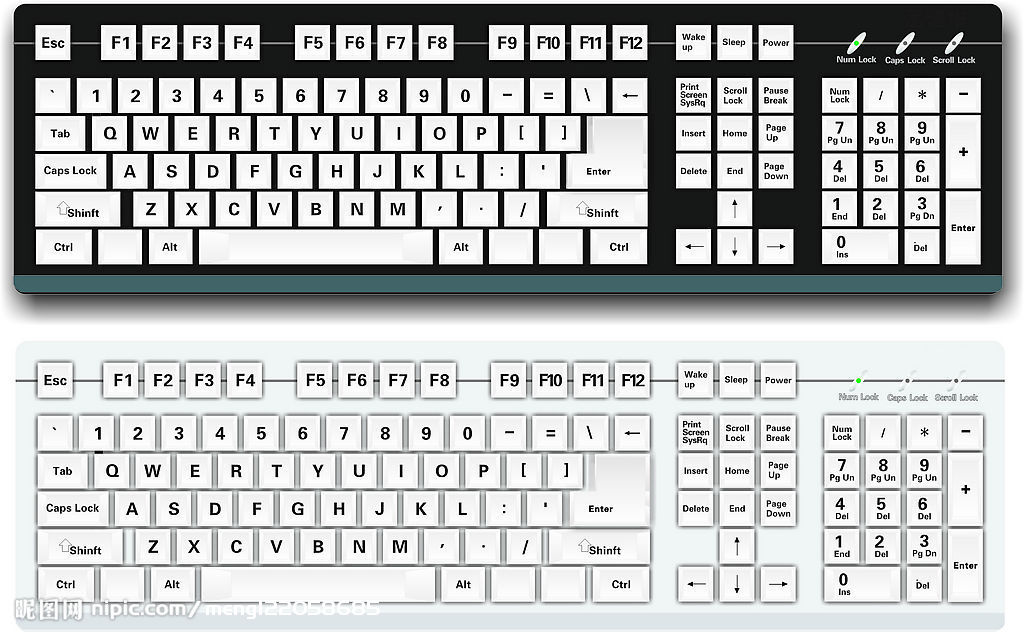 Esc F1 F2 F3 F4 F5 F6 F7 F8 F9 F10 F11 F12 Wake up Sleep Power
Num Lock Caps Lock Scroll Lock
` 1 2 3 4 5 6 7 8 9 0 - = \ ← Print Screen SysRq Scroll Lock Pause Break Num Lock / * -
Tab Q W E R T Y U I O P [ ] Insert Home Page Up 7 Pg Un 8 Pg Un 9 Pg Un +
Caps Lock A S D F G H J K L : ' Enter Delete End Page Down 4 Del 5 Del 6 Del
⇧Shinft Z X C V B N M , . / ⇧Shinft ↑ 1 End 2 Del 3 Pg Dn Enter
Ctrl Alt Alt Ctrl ← ↓ → 0 Ins . Del
Esc F1 F2 F3 F4 F5 F6 F7 F8 F9 F10 F11 F12 Wake up Sleep Power
Num Lock Caps Lock Scroll Lock
` 1 2 3 4 5 6 7 8 9 0 - = \ ← Print Screen SysRq Scroll Lock Pause Break Num Lock / * -
Tab Q W E R T Y U I O P [ ] Insert Home Page Up 7 Pg Un 8 Pg Un 9 Pg Un +
Caps Lock A S D F G H J K L : ' Enter Delete End Page Down 4 Del 5 Del 6 Del
⇧Shinft Z X C V B N M , . / ⇧Shinft ↑ 1 End 2 Del 3 Pg Dn Enter
Ctrl Alt Alt Ctrl ← ↓ → 0 Ins . Del
昵图网 nipic.com/meng122058685